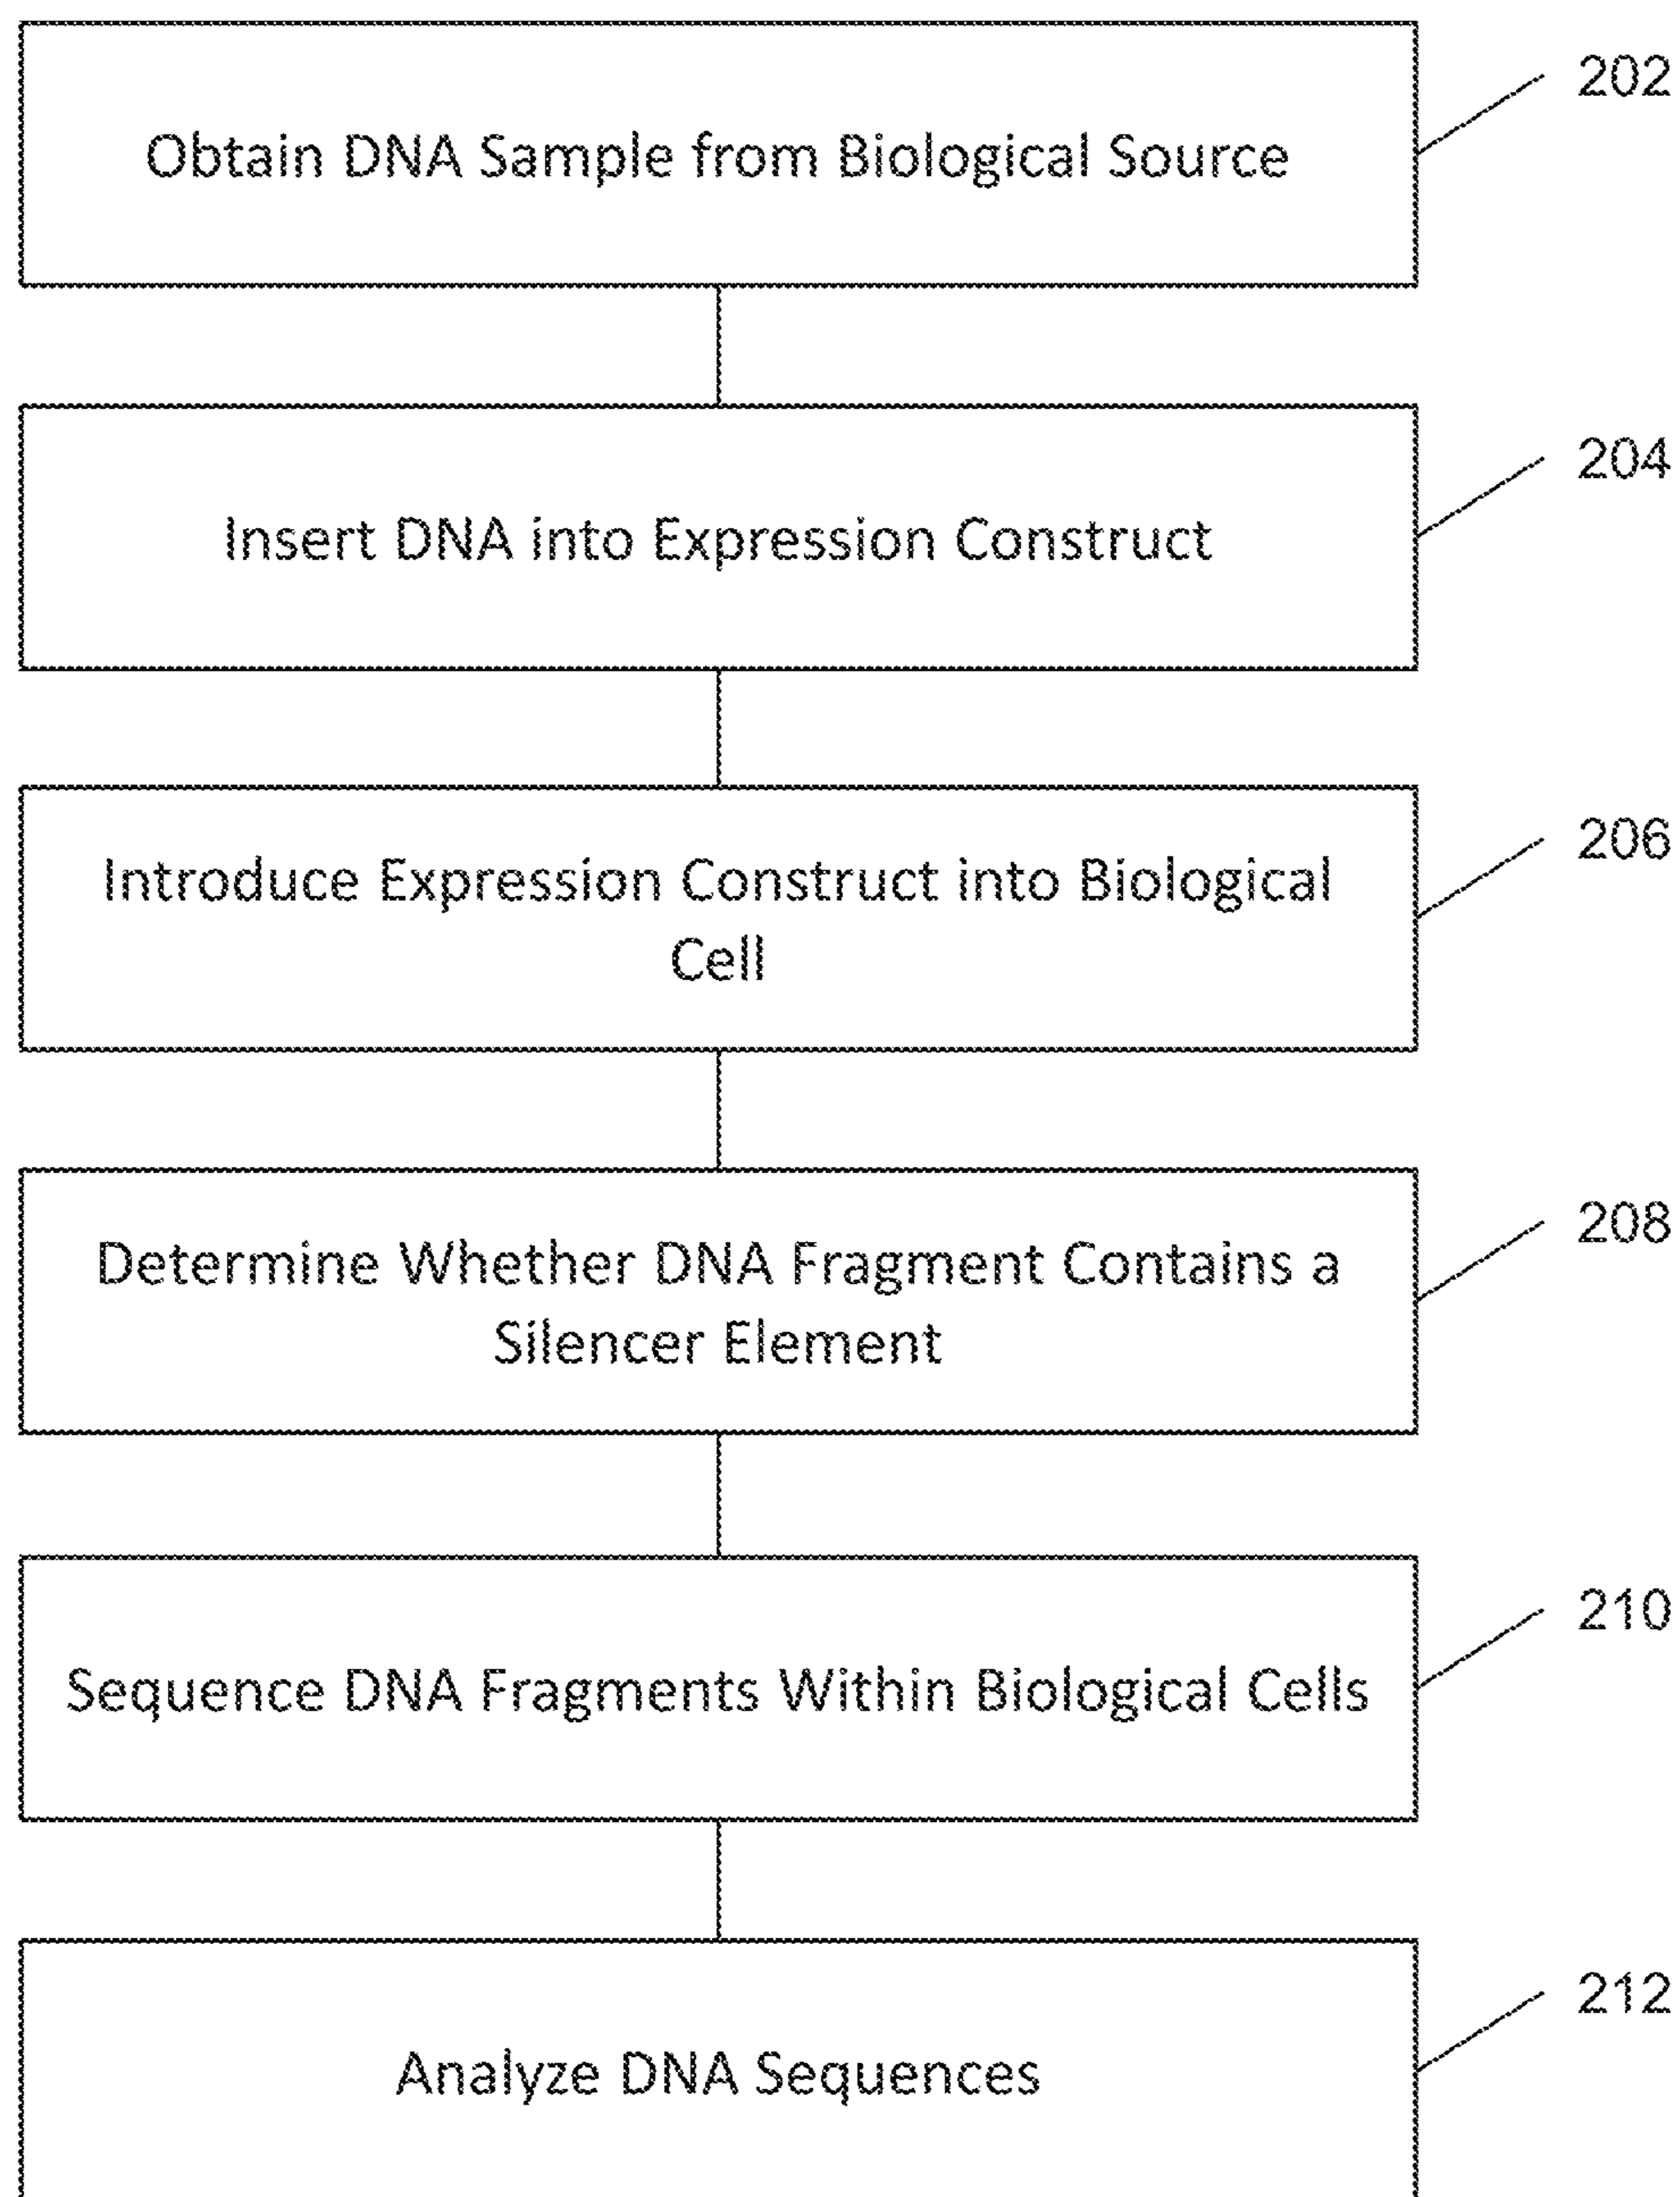 Obtain DNA Sample from Biological Source
202
Insert DNA into Expression Construct
204
Introduce Expression Construct into Biological
Cell
206
Determine Whether DNA Fragment Contains a
Silencer Element
208
Sequence DNA Fragments Within Biological Cells
210
Analyze DNA Sequences
212